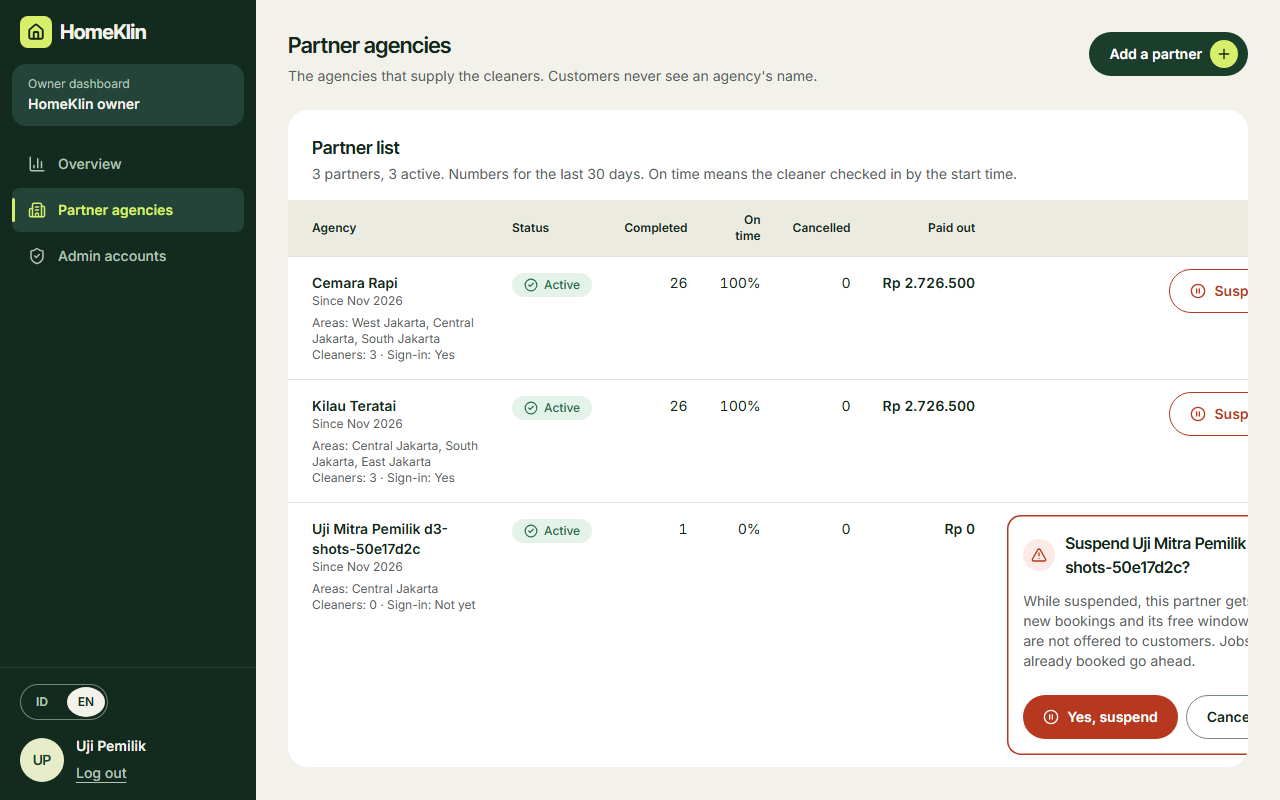 HomeKlin
Owner dashboard
HomeKlin owner
Overview
Partner agencies
Admin accounts
ID EN
UP
Uji Pemilik
Log out
Partner agencies
The agencies that supply the cleaners. Customers never see an agency's name.
Add a partner
Partner list
3 partners, 3 active. Numbers for the last 30 days. On time means the cleaner checked in by the start time.
Agency Status Completed On time Cancelled Paid out
Cemara Rapi Active 26 100% 0 Rp 2.726.500 Susp
Since Nov 2026
Areas: West Jakarta, Central
Jakarta, South Jakarta
Cleaners: 3 · Sign-in: Yes
Kilau Teratai Active 26 100% 0 Rp 2.726.500 Susp
Since Nov 2026
Areas: Central Jakarta, South
Jakarta, East Jakarta
Cleaners: 3 · Sign-in: Yes
Uji Mitra Pemilik d3- Active 1 0% 0 Rp 0
shots-50e17d2c
Since Nov 2026
Areas: Central Jakarta
Cleaners: 0 · Sign-in: Not yet
Suspend Uji Mitra Pemilik
shots-50e17d2c?
While suspended, this partner gets
new bookings and its free window
are not offered to customers. Jobs
already booked go ahead.
Yes, suspend Cance